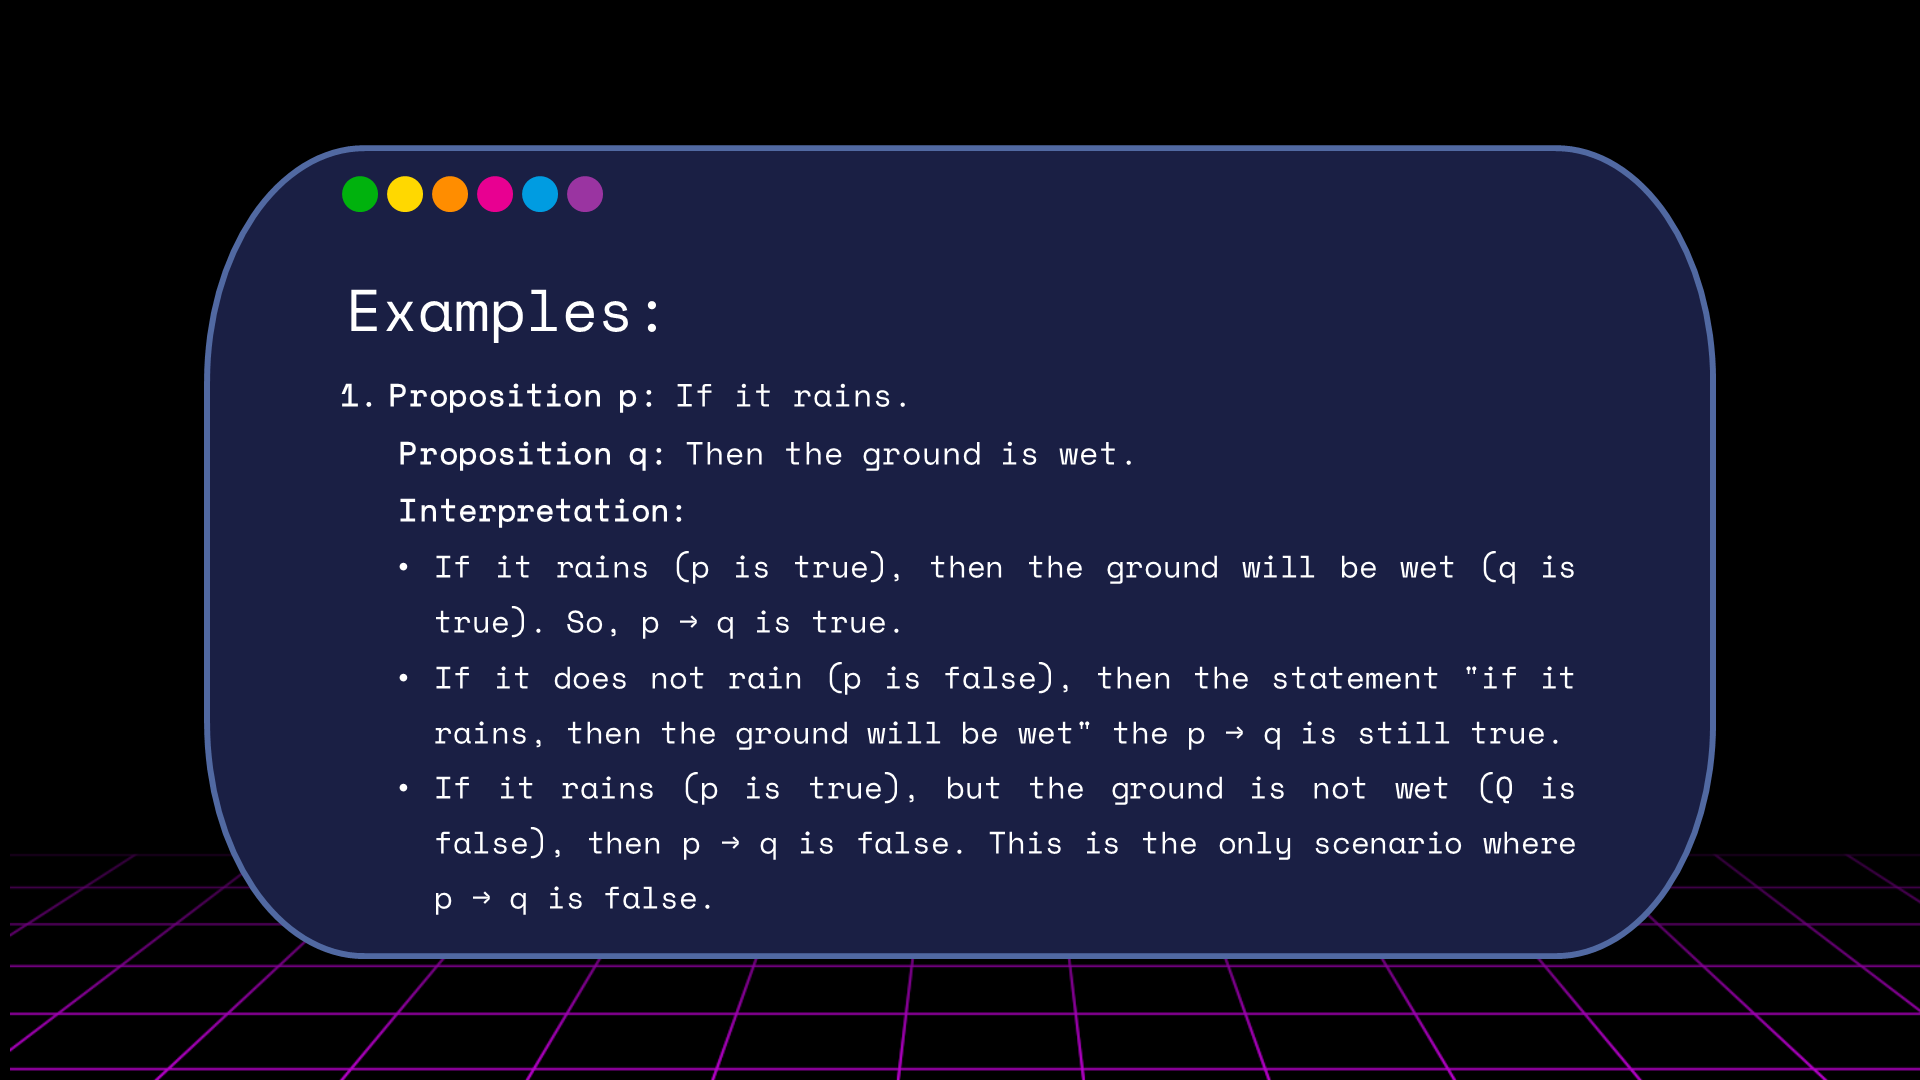 Examples:
1. Proposition p: If it rains.
Proposition q: Then the ground is wet.
Interpretation:
• If it rains (p is true), then the ground will be wet (q is
true). So, p → q is true.
• If it does not rain (p is false), then the statement "if it
rains, then the ground will be wet" the p → q is still true.
• If it rains (p is true), but the ground is not wet (Q is
false), then p → q is false. This is the only scenario where
p → q is false.